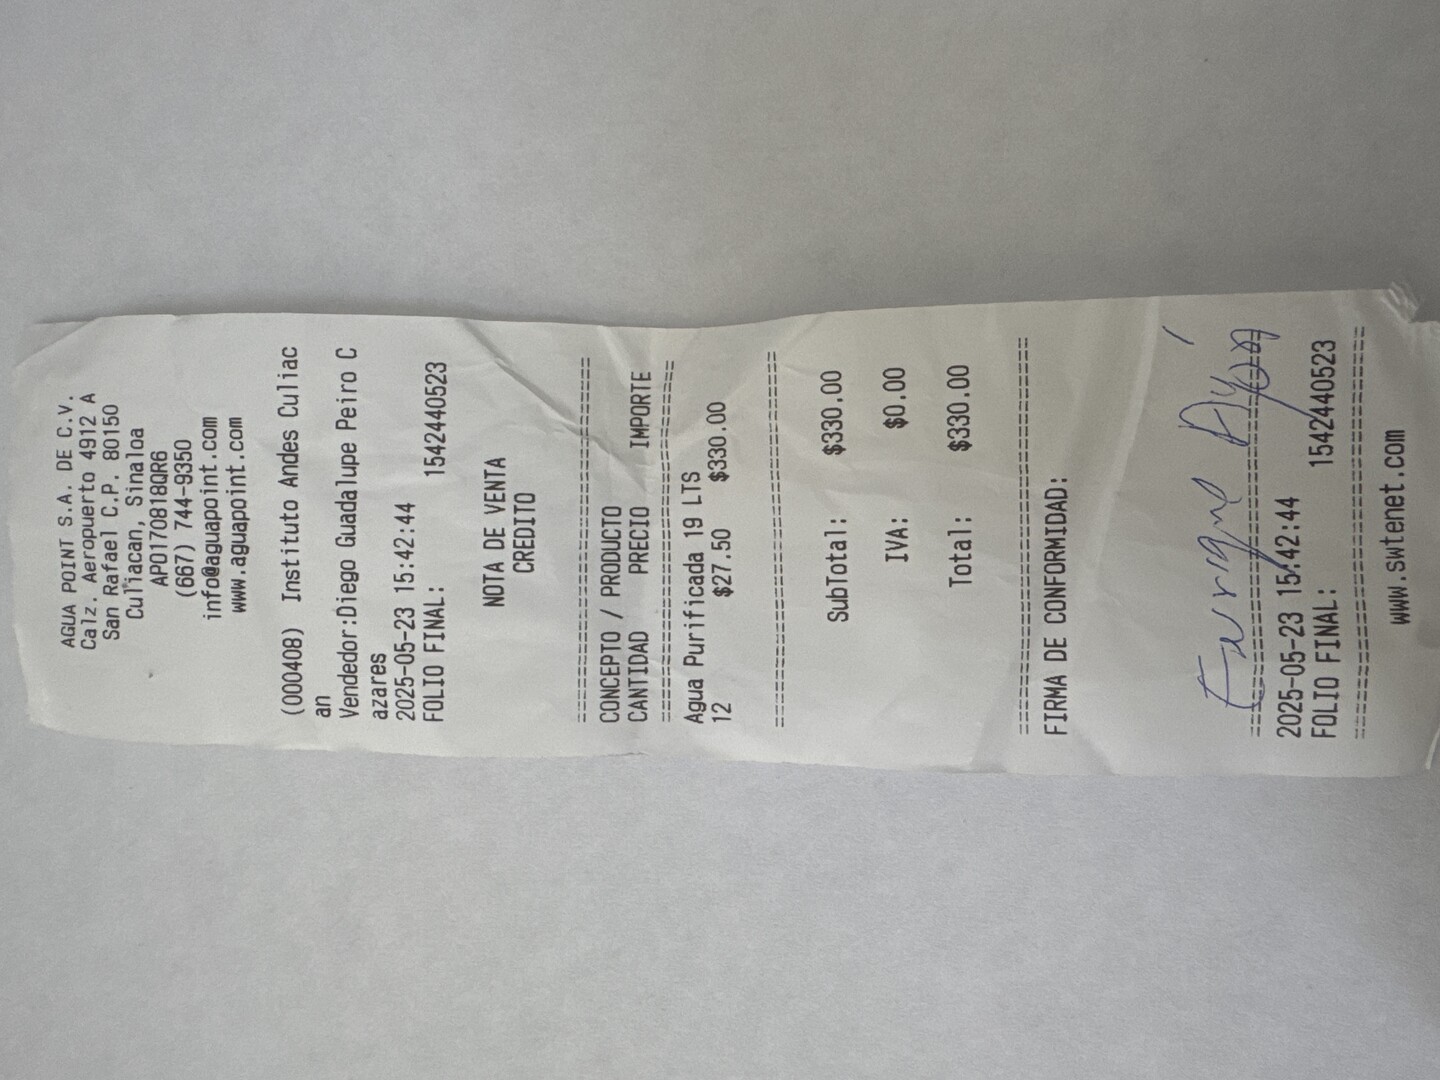 AGUA POINT S.A. DE C.V.
Calz. Aeropuerto 4912 A
San Rafael C.P. 80150
Culiacan, Sinaloa
APO170818QR6
(667) 744-9350
info@aguapoint.com
www.aguapoint.com
(000408) Instituto Andes Culiac
an
Vendedor:Diego Guadalupe Peiro C
azares
2025-05-23 15:42:44
FOLIO FINAL: 1542440523
NOTA DE VENTA
CREDITO
================================
CONCEPTO / PRODUCTO
CANTIDAD PRECIO IMPORTE
================================
Agua Purificada 19 LTS
12 $27.50 $330.00
================================
SubTotal: $330.00
IVA: $0.00
Total: $330.00
================================
FIRMA DE CONFORMIDAD:
Enrique Ayón
================================
2025-05-23 15:42:44
FOLIO FINAL: 1542440523
================================
www.swtenet.com